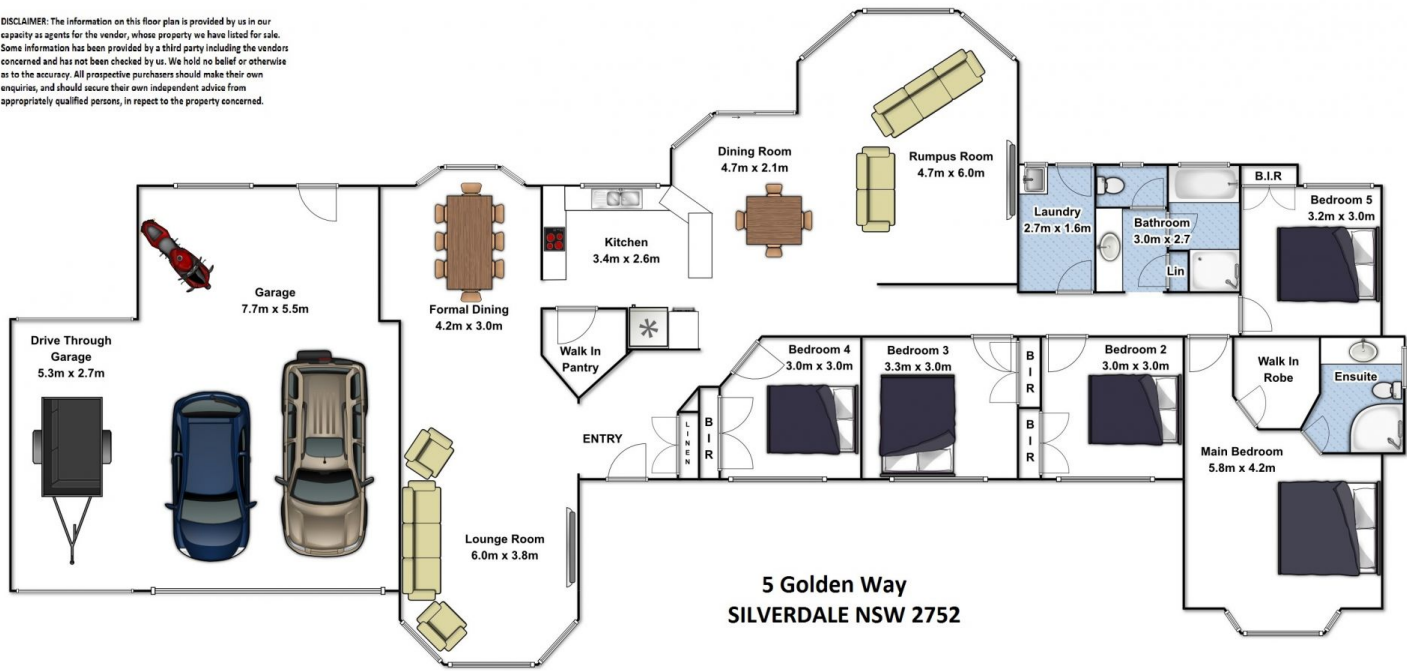 DISCLAIMER: The information on this floor plan is provided by us in our
capacity as agents for the vendor, whose property we have listed for sale.
Some information has been provided by a third party including the vendors
concerned and has not been checked by us. We hold no belief or otherwise
as to the accuracy. All prospective purchasers should make their own
enquiries, and should secure their own independent advice from
appropriately qualified persons, in repect to the property concerned.
Dining Room
4.7m x 2.1m
Rumpus Room
4.7m x 6.0m
B.I.R
Bedroom 5
3.2m x 3.0m
Laundry
2.7m x 1.6m
Bathroom
3.0m x 2.7
Lin
Kitchen
3.4m x 2.6m
Garage
7.7m x 5.5m
Formal Dining
4.2m x 3.0m
Drive Through
Garage
5.3m x 2.7m
Walk In
Pantry
Bedroom 4
3.0m x 3.0m
Bedroom 3
3.3m x 3.0m
B
I
R
Bedroom 2
3.0m x 3.0m
Walk In
Robe
Ensuite
ENTRY
L
I
N
E
N
B
I
R
B
I
R
Main Bedroom
5.8m x 4.2m
Lounge Room
6.0m x 3.8m
5 Golden Way
SILVERDALE NSW 2752